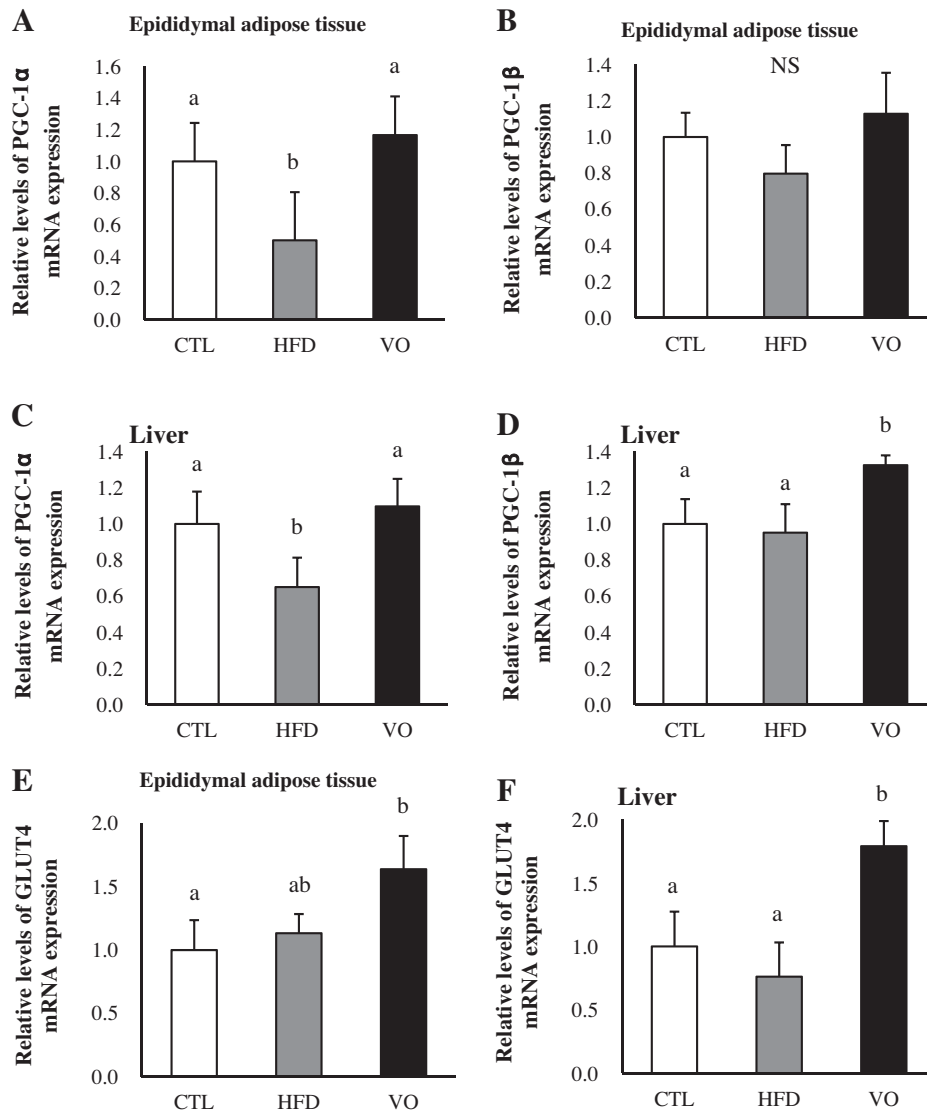 A
Epididymal adipose tissue
Relative levels of PGC-1α
mRNA expression
1.6
1.4
1.2
1.0
0.8
0.6
0.4
0.2
0.0
a
b
a
CTL HFD VO
B
Epididymal adipose tissue
Relative levels of PGC-1β
mRNA expression
1.4
1.2
1.0
0.8
0.6
0.4
0.2
0.0
NS
CTL HFD VO
C
Liver
Relative levels of PGC-1α
mRNA expression
1.4
1.2
1.0
0.8
0.6
0.4
0.2
0.0
a
b
a
CTL HFD VO
D
Liver
Relative levels of PGC-1β
mRNA expression
1.4
1.2
1.0
0.8
0.6
0.4
0.2
0.0
a
a
b
CTL HFD VO
E
Epididymal adipose tissue
Relative levels of GLUT4
mRNA expression
2.0
1.5
1.0
0.5
0.0
a
ab
b
CTL HFD VO
F
Liver
Relative levels of GLUT4
mRNA expression
2.0
1.5
1.0
0.5
0.0
a
a
b
CTL HFD VO